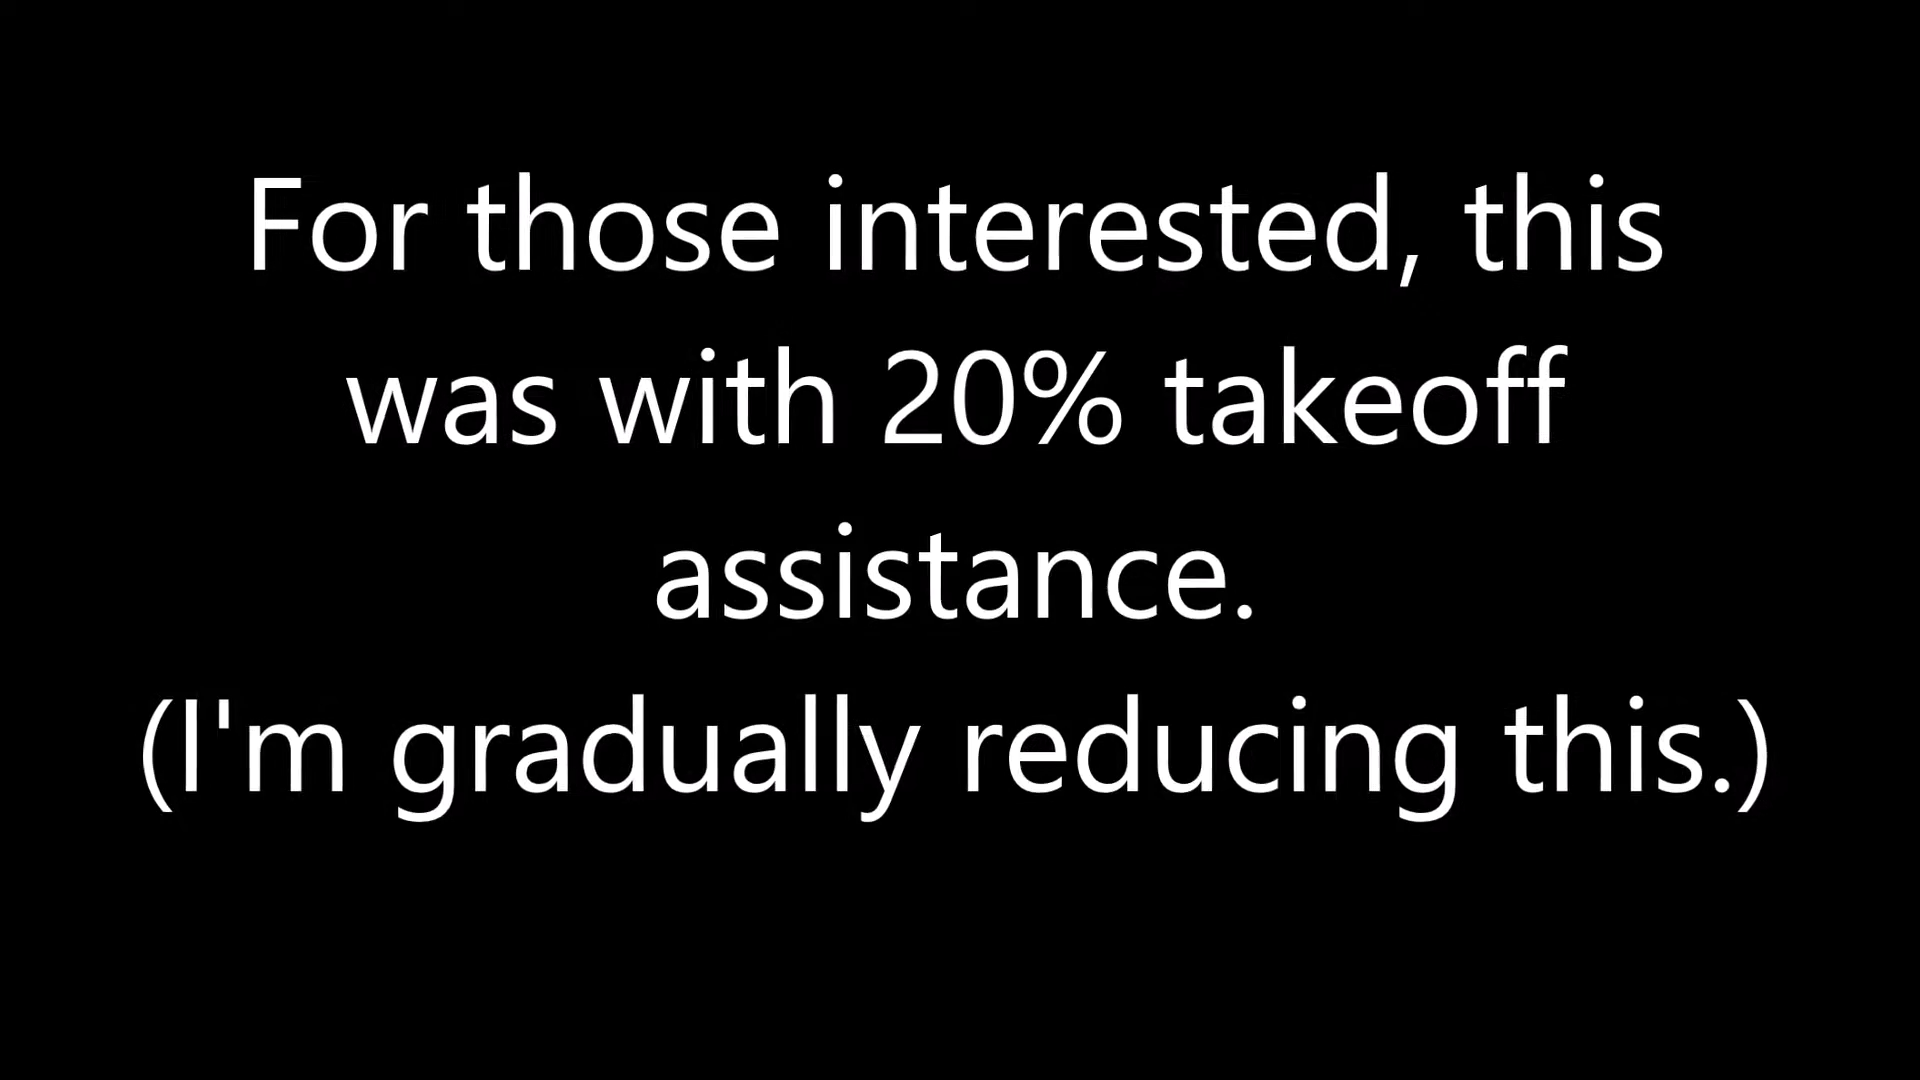 For those interested, this
was with 20% takeoff
assistance.
(I'm gradually reducing this.)